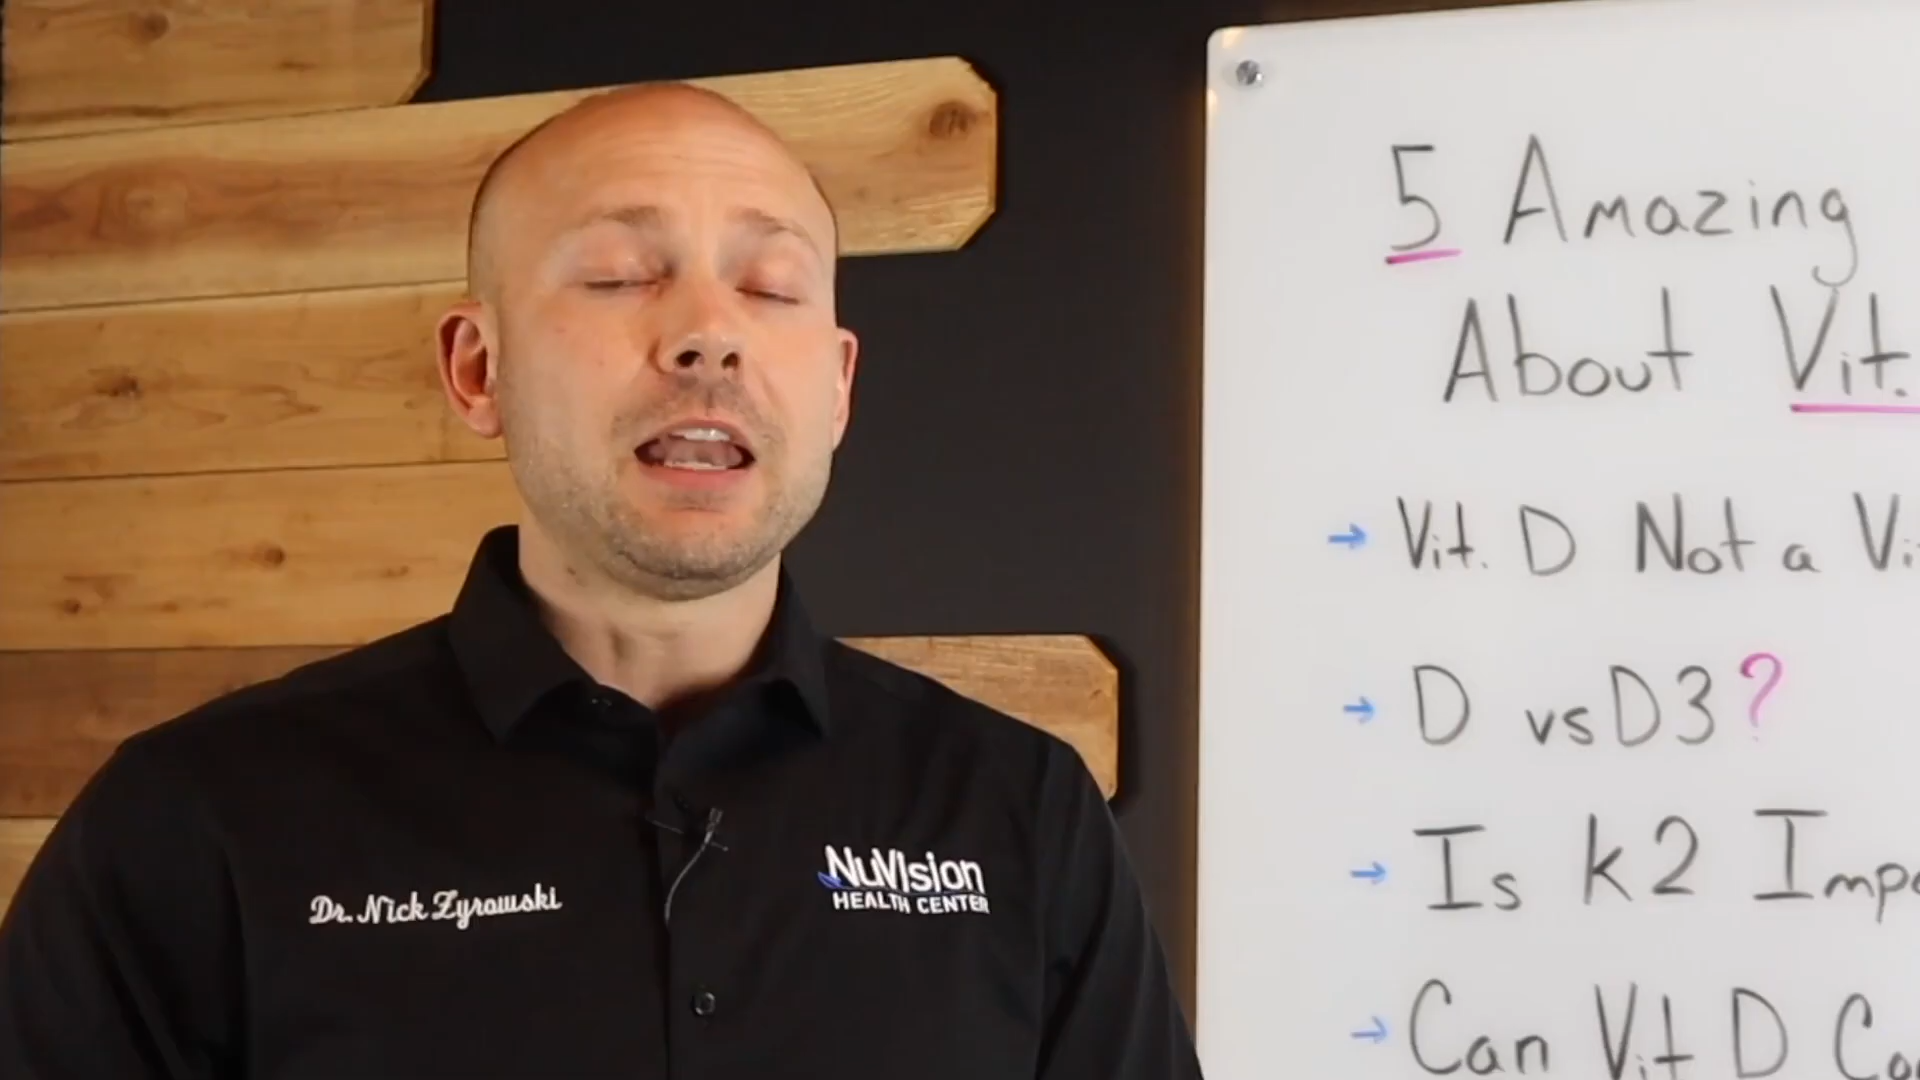 5 Amazing
About Vit.
→ Vit. D Not a
→ D vs D3?
→ Is K2
→ Can Vit D
Dr. Nick Zyrowski
NuVision
HEALTH CENTER